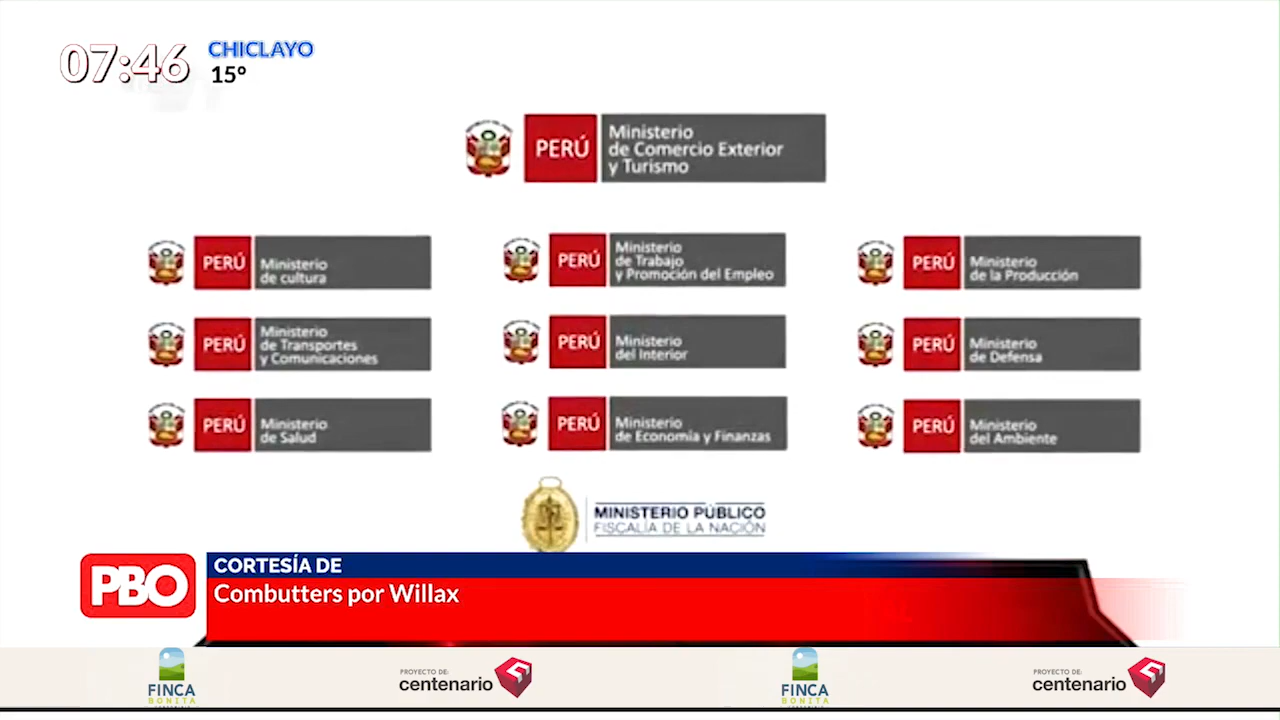 07:46
CHICLAYO
15°
PERÚ
Ministerio
de Comercio Exterior
y Turismo
PERÚ
Ministerio
de cultura
PERÚ
Ministerio
de Trabajo
y Promoción del Empleo
PERÚ
Ministerio
de la Producción
PERÚ
Ministerio
de Transportes
y Comunicaciones
PERÚ
Ministerio
del Interior
PERÚ
Ministerio
de Defensa
PERÚ
Ministerio
de Salud
PERÚ
Ministerio
de Economía y Finanzas
PERÚ
Ministerio
del Ambiente
MINISTERIO PÚBLICO
FISCALÍA DE LA NACIÓN
PBO
CORTESÍA DE
Combutters por Willax
FINCA
BONITA
PROYECTO DE:
centenario
FINCA
BONITA
PROYECTO DE:
centenario